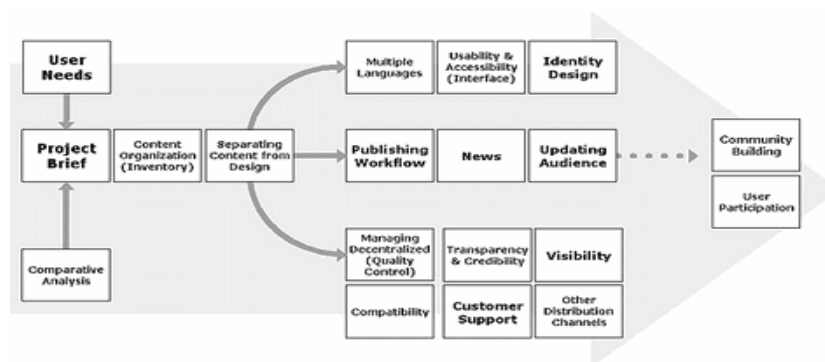 User
Needs
Project
Brief
Comparative
Analysis
Content
Organization
(Inventory)
Separating
Content from
Design
Multiple
Languages
Usability &
Accessibility
(Interface)
Identity
Design
Publishing
Workflow
News
Updating
Audience
Managing
Decentralized
(Quality
Control)
Transparency
& Credibility
Visibility
Compatibility
Customer
Support
Other
Distribution
Channels
Community
Building
User
Participation